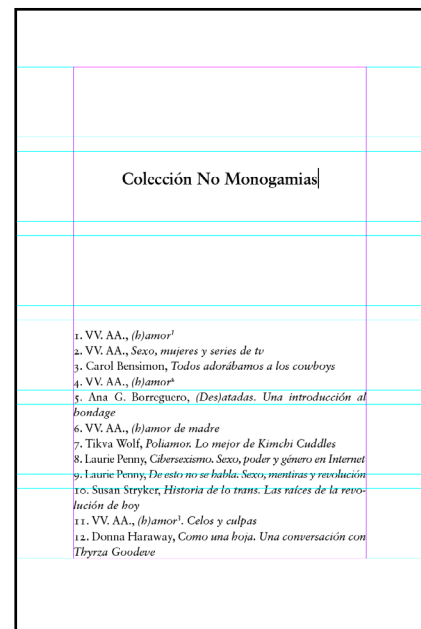 Colección No Monogamias
1. VV. AA., (h)amor¹
2. VV. AA., Sexo, mujeres y series de tv
3. Carol Bensimon, Todos adorábamos a los cowboys
4. VV. AA., (h)amor²
5. Ana G. Borreguero, (Des)atadas. Una introducción al
bondage
6. VV. AA., (h)amor de madre
7. Tikva Wolf, Poliamor. Lo mejor de Kimchi Cuddles
8. Laurie Penny, Cibersexismo. Sexo, poder y género en Internet
9. Laurie Penny, De esto no se habla. Sexo, mentiras y revolución
10. Susan Stryker, Historia de lo trans. Las raíces de la revo-
lución de hoy
11. VV. AA., (h)amor³. Celos y culpas
12. Donna Haraway, Como una hoja. Una conversación con
Thyrza Goodeve